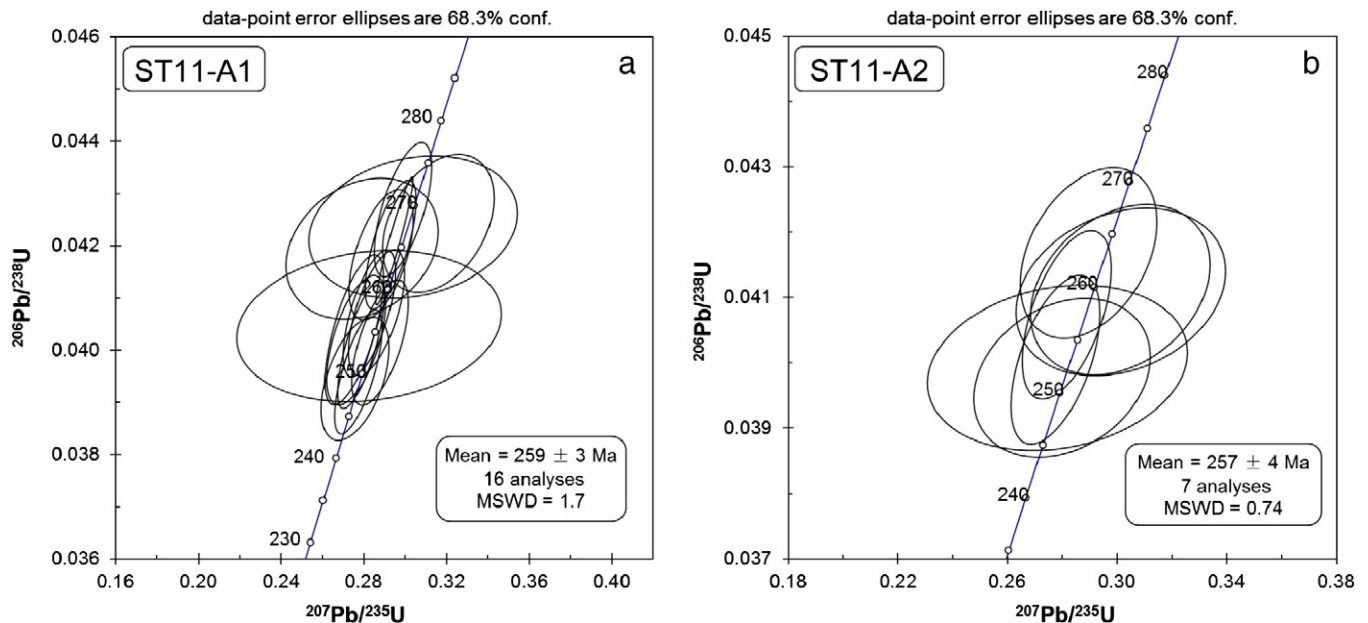 data-point error ellipses are 68.3% conf.
ST11-A1
a
0.046
0.044
0.042
0.040
0.038
0.036
²⁰⁶Pb/²³⁸U
280
270
260
250
240
230
Mean = 259 ± 3 Ma
16 analyses
MSWD = 1.7
0.16 0.20 0.24 0.28 0.32 0.36 0.40
²⁰⁷Pb/²³⁵U
data-point error ellipses are 68.3% conf.
ST11-A2
b
0.045
0.043
0.041
0.039
0.037
²⁰⁶Pb/²³⁸U
280
270
260
250
240
Mean = 257 ± 4 Ma
7 analyses
MSWD = 0.74
0.18 0.22 0.26 0.30 0.34 0.38
²⁰⁷Pb/²³⁵U